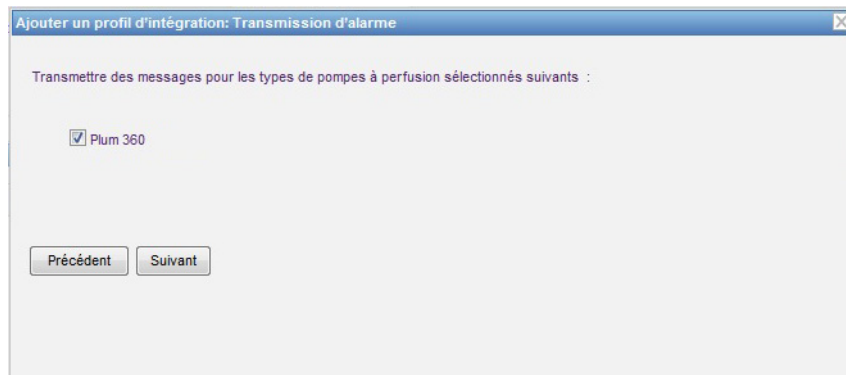 Ajouter un profil d'intégration: Transmission d'alarme
Transmettre des messages pour les types de pompes à perfusion sélectionnés suivants :
Plum 360
Précédent Suivant